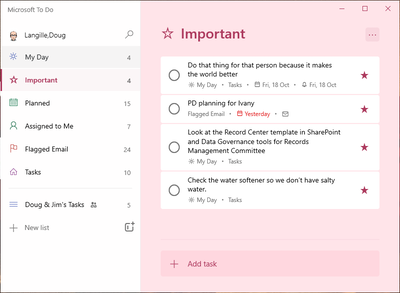 Microsoft To Do
Langille,Doug
My Day 4
Important 4
Planned 15
Assigned to Me 7
Flagged Email 24
Tasks 10
Doug & Jim's Tasks 5
New list
Important
Do that thing for that person because it makes
the world better
My Day • Tasks • Fri, 18 Oct • Fri, 18 Oct
PD planning for Ivany
Flagged Email • Yesterday •
Look at the Record Center template in SharePoint
and Data Governance tools for Records
Management Committee
My Day • Tasks
Check the water softener so we don't have salty
water.
My Day • Tasks
Add task